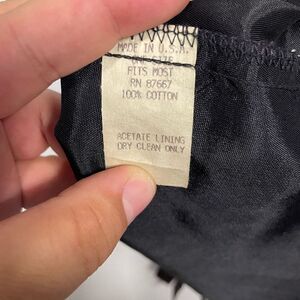 MADE IN U.S.A.
ONE SIZE
FITS MOST
RN 87667
100% COTTON
ACETATE LINING
DRY CLEAN ONLY